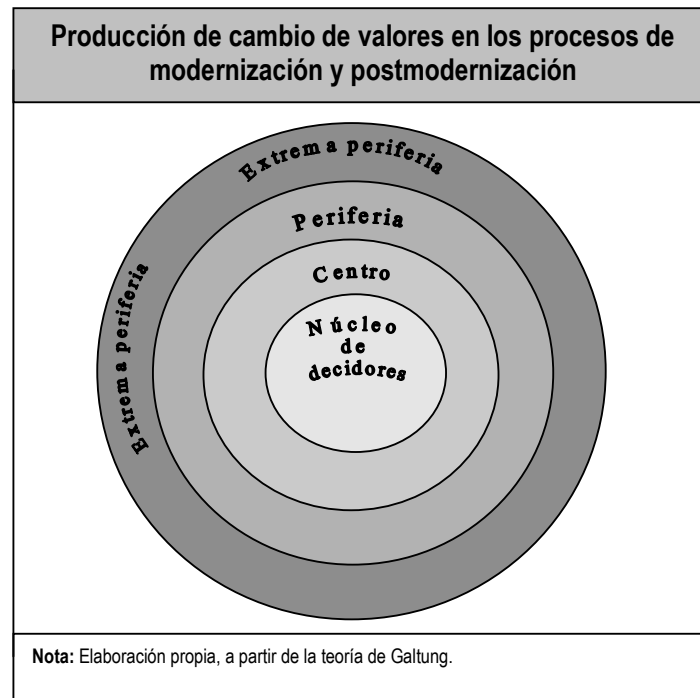 Producción de cambio de valores en los procesos de
modernización y postmodernización
Extrema periferia
Periferia
Centro
Núcleo
de
decidores
Extrema periferia
Nota: Elaboración propia, a partir de la teoría de Galtung.